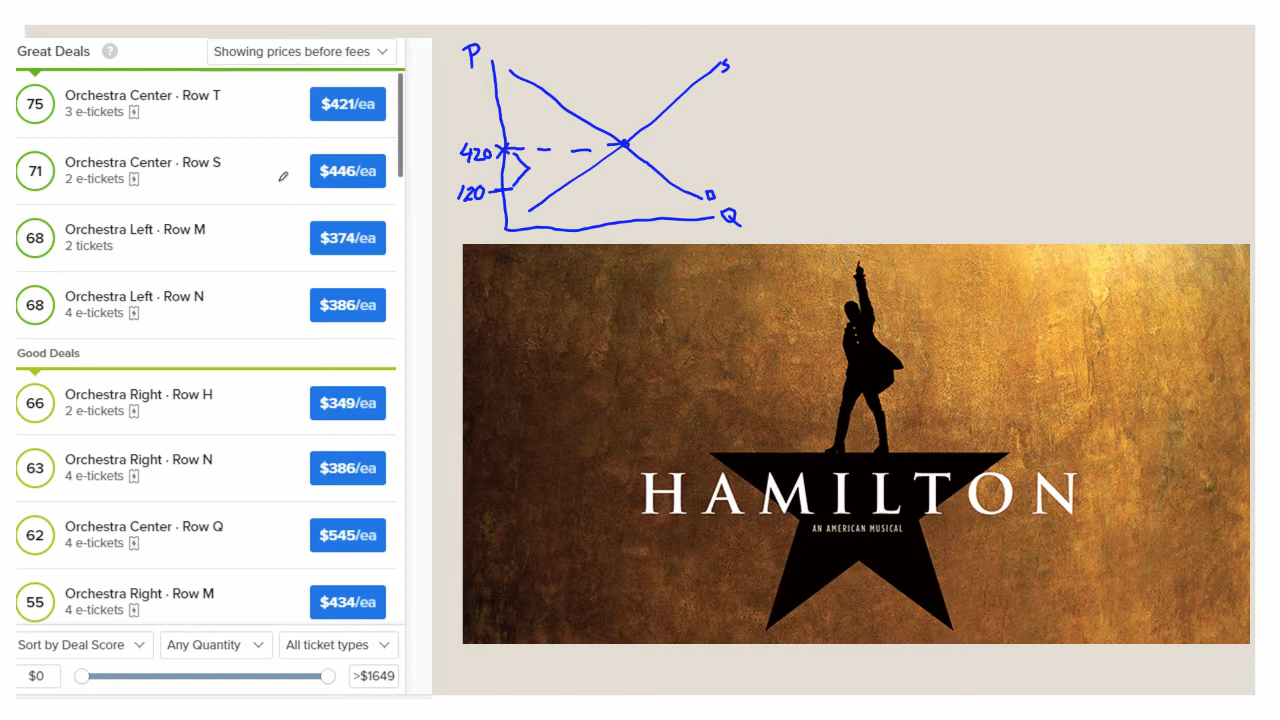 Great Deals ?
Showing prices before fees
75
Orchestra Center · Row T
3 e-tickets
$421/ea
71
Orchestra Center · Row S
2 e-tickets
$446/ea
68
Orchestra Left · Row M
2 tickets
$374/ea
68
Orchestra Left · Row N
4 e-tickets
$386/ea
Good Deals
66
Orchestra Right · Row H
2 e-tickets
$349/ea
63
Orchestra Right · Row N
4 e-tickets
$386/ea
62
Orchestra Center · Row Q
4 e-tickets
$545/ea
55
Orchestra Right · Row M
4 e-tickets
$434/ea
Sort by Deal Score
Any Quantity
All ticket types
$0
>$1649
P
S
420
120
D
Q
HAMILTON
AN AMERICAN MUSICAL